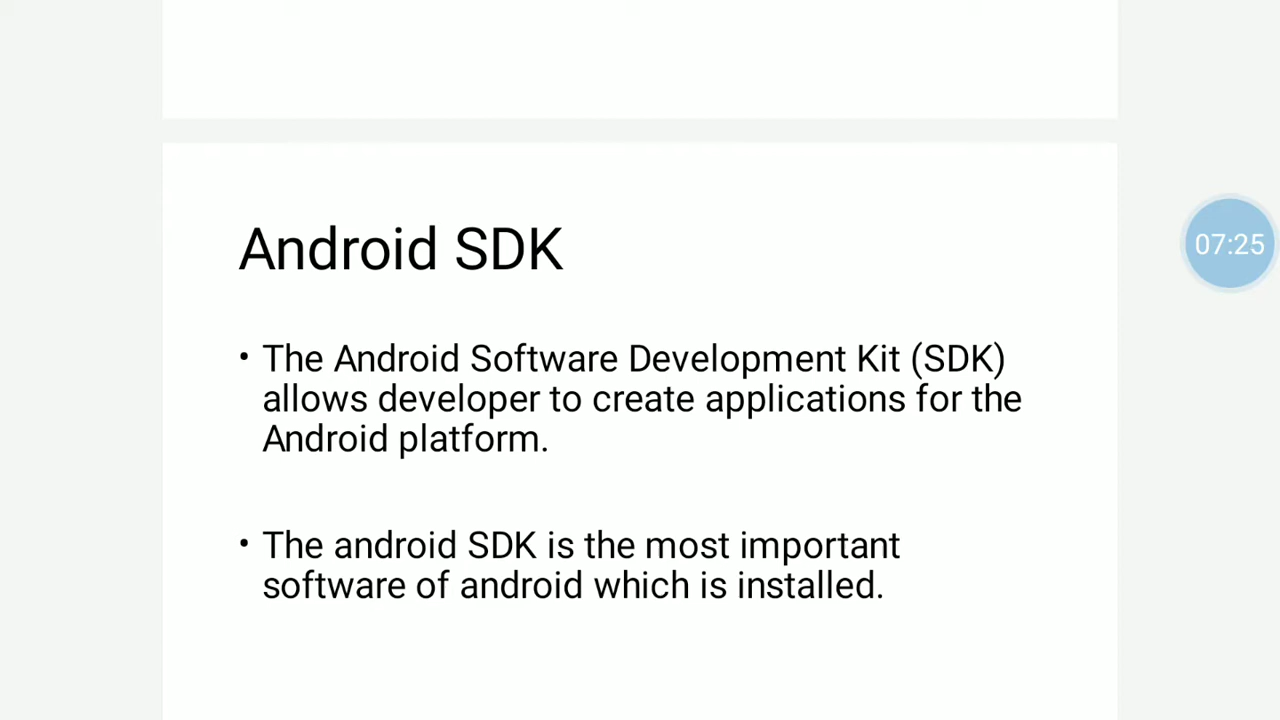 Android SDK
• The Android Software Development Kit (SDK)
allows developer to create applications for the
Android platform.
• The android SDK is the most important
software of android which is installed.
07:25